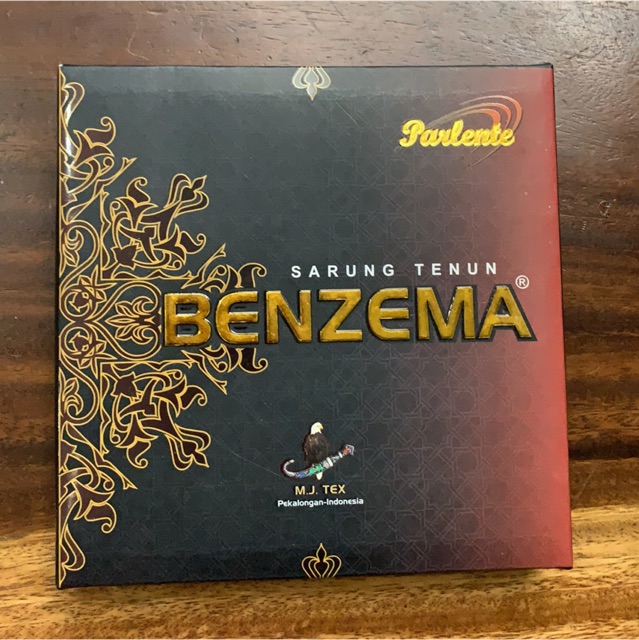 Parlente
SARUNG TENUN
BENZEMA®
M.J. TEX
Pekalongan-Indonesia